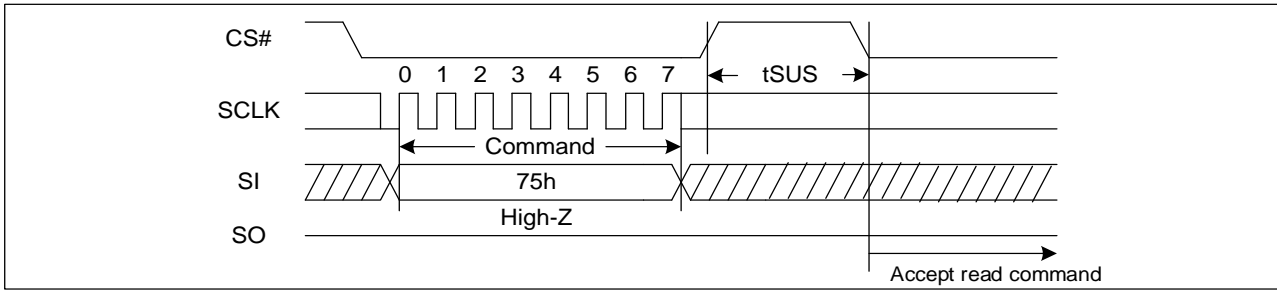 CS#
0 1 2 3 4 5 6 7
tSUS
SCLK
Command
SI
75h
High-Z
SO
Accept read command